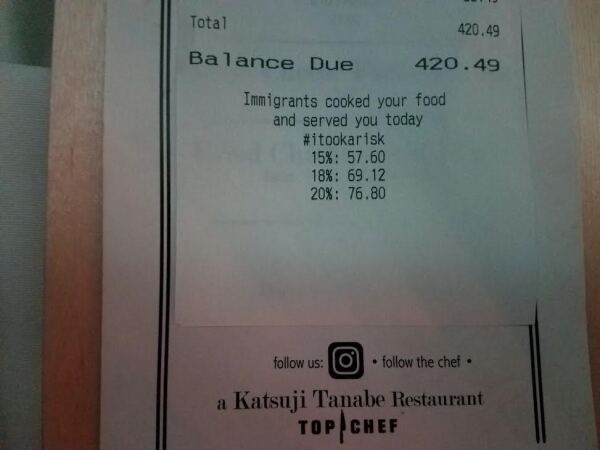 Total 420.49
Balance Due 420.49
Immigrants cooked your food
and served you today
#itookarisk
15%: 57.60
18%: 69.12
20%: 76.80
follow us: • follow the chef •
a Katsuji Tanabe Restaurant
TOP CHEF